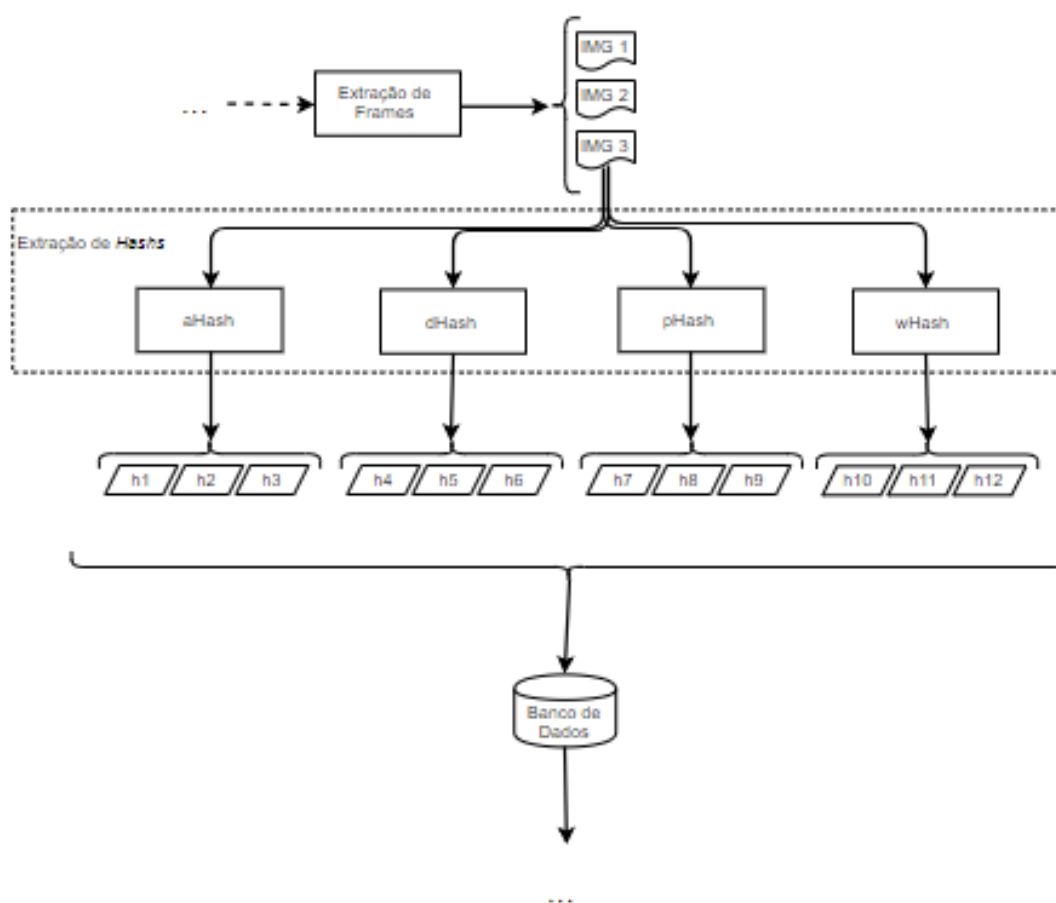 IMG 1
...
Extração de
Frames
IMG 2
IMG 3
Extração de Hashs
aHash
dHash
pHash
wHash
h1
h2
h3
h4
h5
h6
h7
h8
h9
h10
h11
h12
Banco de
Dados
...